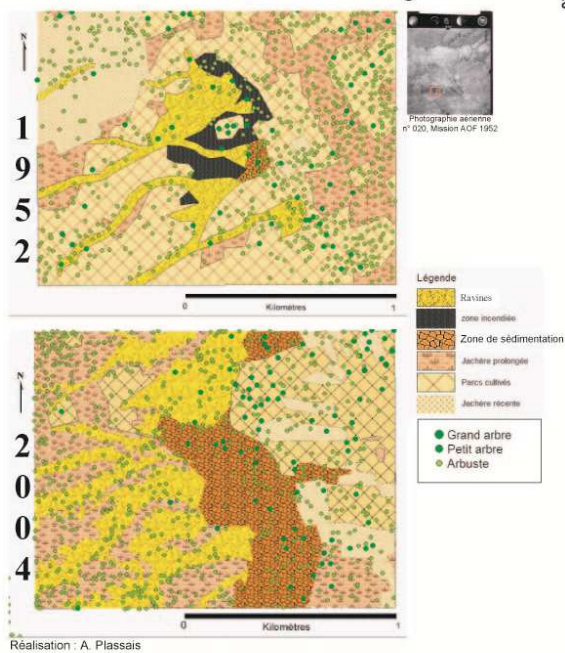 N
1
9
5
2
0
1
Kilomètres
Photographie aérienne
n° 020, Mission AOF 1952
Légende
Ravines
zone incendiée
Zone de sédimentation
Jachère prolongée
Parcs cultivés
Jachère récente
Grand arbre
Petit arbre
Arbuste
N
2
0
0
4
0
1
Kilomètres
Réalisation : A. Plassais